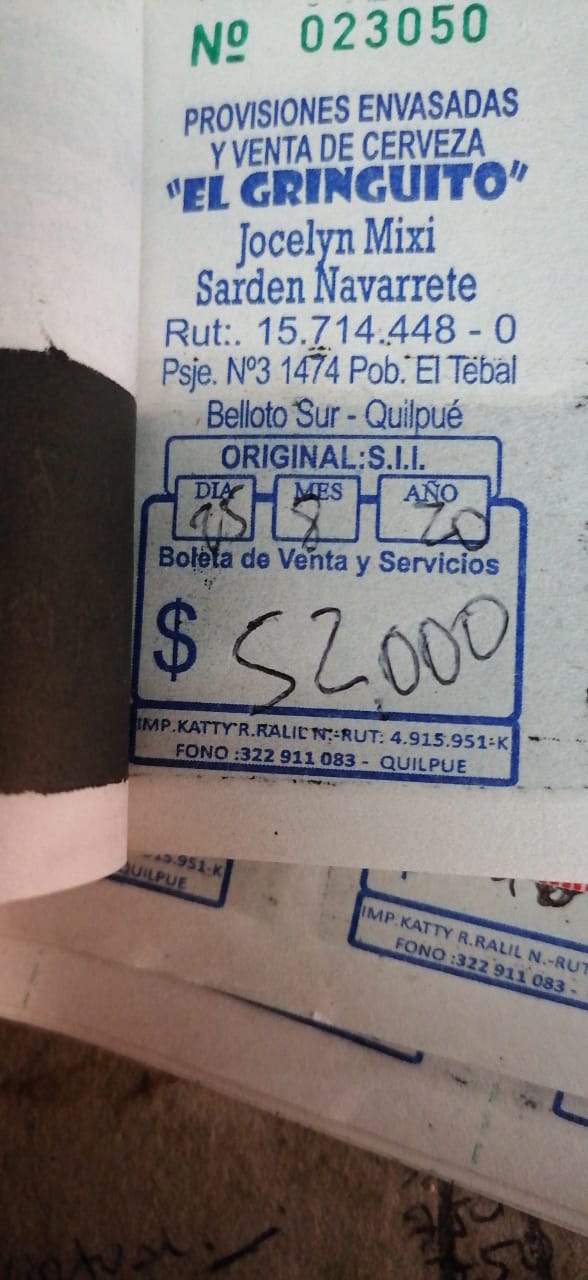 Nº 023050
PROVISIONES ENVASADAS
Y VENTA DE CERVEZA
"EL GRINGUITO"
Jocelyn Mixi
Sarden Navarrete
Rut:. 15.714.448 - 0
Psje. Nº3 1474 Pob. El Tebal
Belloto Sur - Quilpué
ORIGINAL:S.I.I.
DIA MES AÑO
8 20
Boleta de Venta y Servicios
$ 52.000
IMP.KATTY R.RALIL N.-RUT: 4.915.951-K
FONO :322 911 083 - QUILPUE
15.951-K
QUILPUE
IMP.KATTY R.RALIL N.-RUT
FONO :322 911 083 -